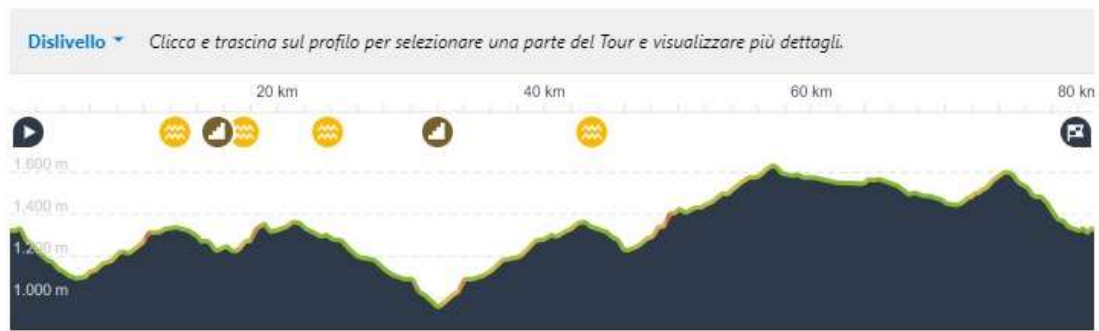 Dislivello Clicca e trascina sul profilo per selezionare una parte del Tour e visualizzare più dettagli.
20 km 40 km 60 km 80 kn
1.600 m
1.400 m
1.200 m
1.000 m